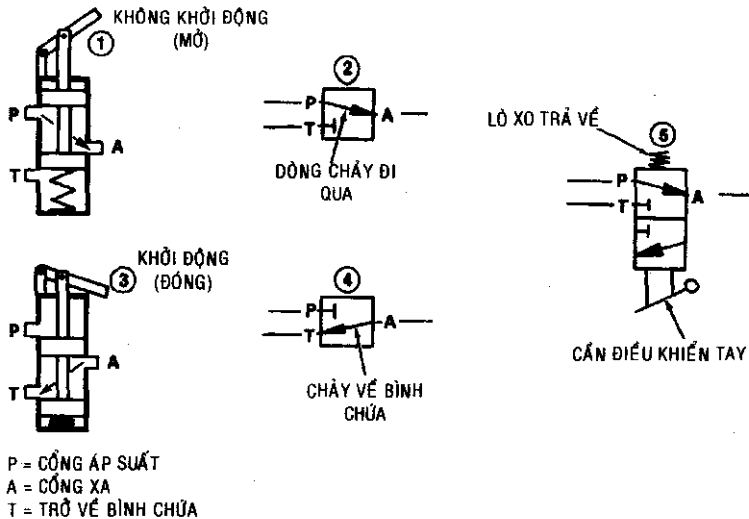 KHÔNG KHỞI ĐỘNG
(MỞ)
1
P
A
T
2
P
A
T
DÒNG CHẢY ĐI
QUA
LÒ XO TRẢ VỀ
5
P
A
T
CẦN ĐIỀU KHIỂN TAY
KHỞI ĐỘNG
(ĐÓNG)
3
P
A
T
4
P
A
T
CHẢY VỀ BÌNH
CHỨA
P = CỔNG ÁP SUẤT
A = CỔNG XA
T = TRỞ VỀ BÌNH CHỨA